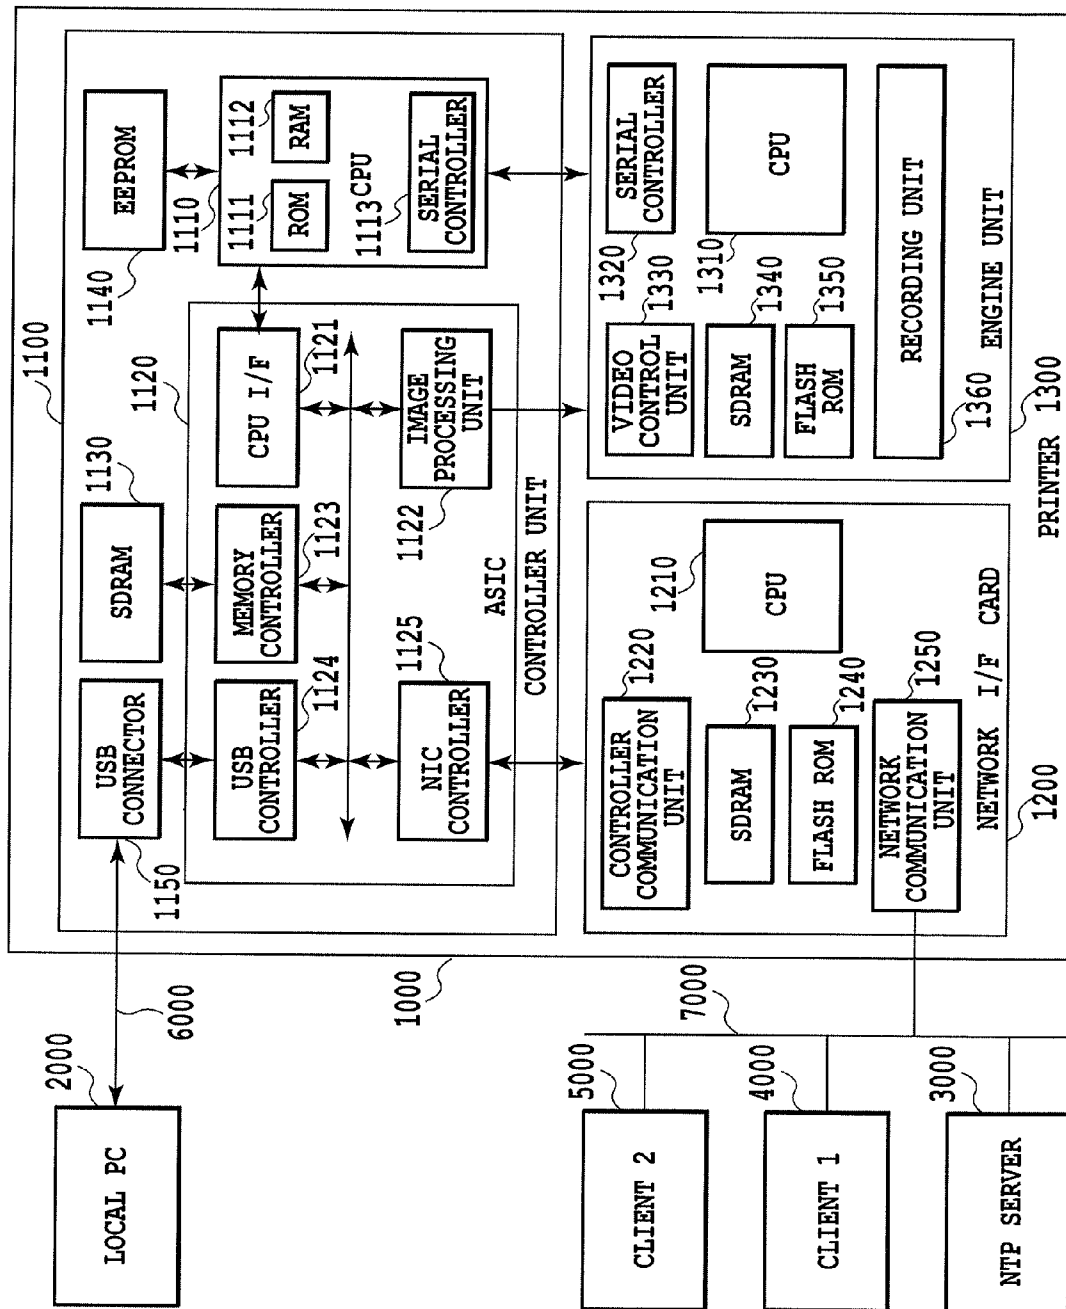 1100
1140
EEPROM
1110
1111
ROM
1112
RAM
1113
CPU
SERIAL
CONTROLLER
1130
SDRAM
1120
CPU I/F
1121
MEMORY
CONTROLLER
1123
IMAGE
PROCESSING
UNIT
1122
USB
CONNECTOR
1150
USB
CONTROLLER
1124
NIC
CONTROLLER
1125
ASIC
CONTROLLER UNIT
1320
SERIAL
CONTROLLER
1330
VIDEO
CONTROL
UNIT
1310
CPU
1340
SDRAM
1350
FLASH
ROM
RECORDING UNIT
1360
ENGINE UNIT
1300
PRINTER
1210
CPU
1220
CONTROLLER
COMMUNICATION
UNIT
1230
SDRAM
1240
FLASH ROM
1250
NETWORK
COMMUNICATION
UNIT
NETWORK I/F CARD
1200
1000
6000
2000
LOCAL PC
7000
5000
CLIENT 2
4000
CLIENT 1
3000
NTP SERVER